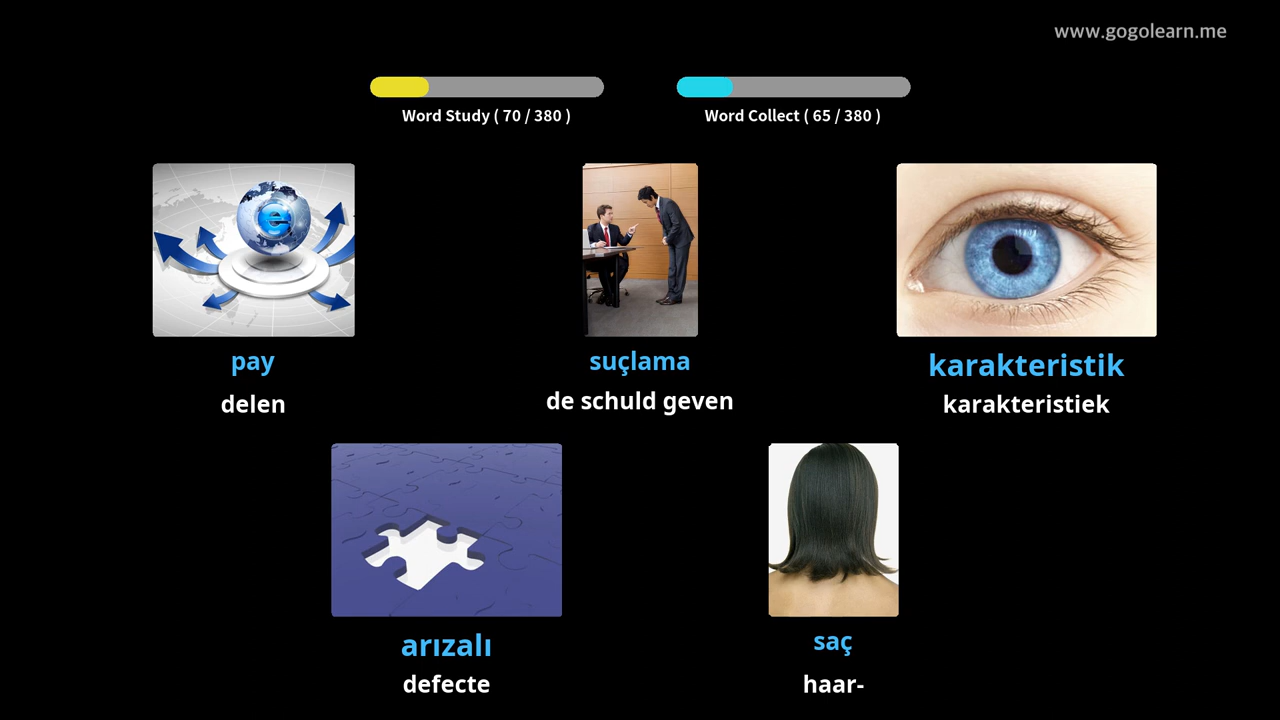 www.gogolearn.me
Word Study ( 70 / 380 )
Word Collect ( 65 / 380 )
e
pay
delen
suçlama
de schuld geven
karakteristik
karakteristiek
arızalı
defecte
saç
haar-